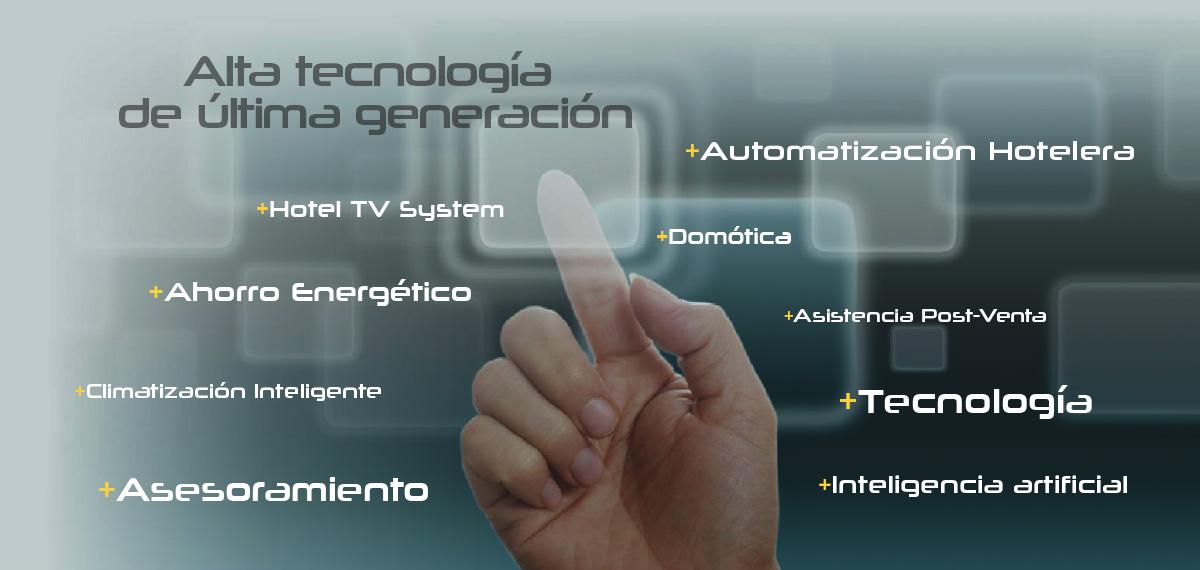 Alta tecnología
de última generación
+Automatización Hotelera
+Hotel TV System
+Domótica
+Ahorro Energético
+Asistencia Post-Venta
+Climatización Inteligente
+Tecnología
+Asesoramiento
+Inteligencia artificial